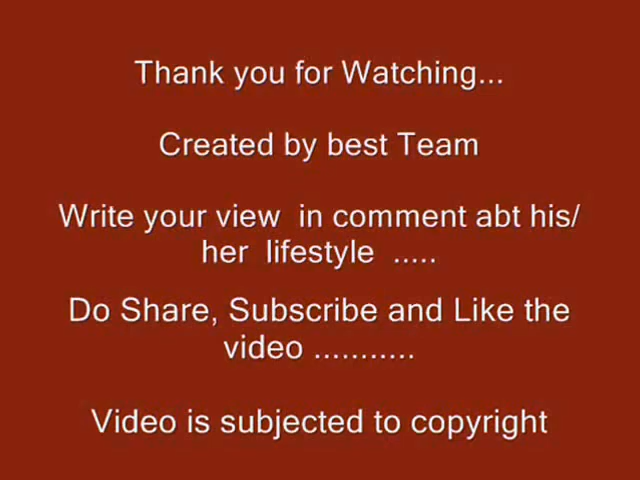 Thank you for Watching...
Created by best Team
Write your view  in comment abt his/
her  lifestyle  .....
Do Share, Subscribe and Like the
video ...........
Video is subjected to copyright